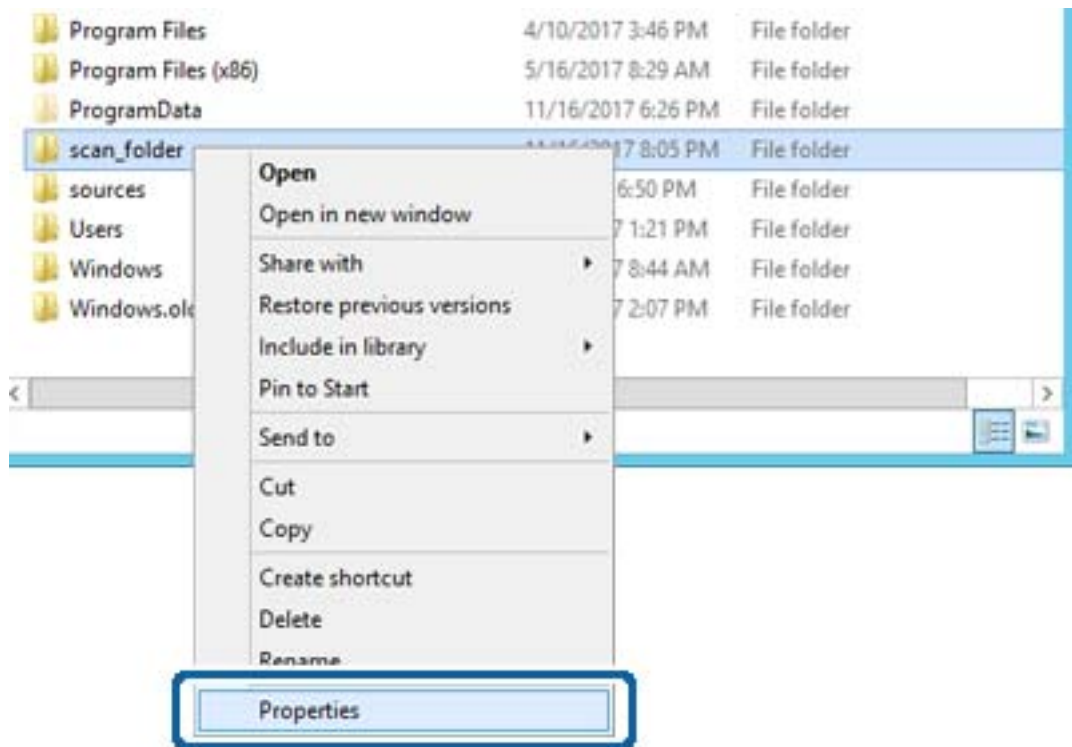 Program Files 4/10/2017 3:46 PM File folder
Program Files (x86) 5/16/2017 8:29 AM File folder
ProgramData 11/16/2017 6:26 PM File folder
scan_folder 17 8:05 PM File folder
sources 6:50 PM File folder
Users 7 1:21 PM File folder
Windows 7 8:44 AM File folder
Windows.old 7 2:07 PM File folder
Open
Open in new window
Share with
Restore previous versions
Include in library
Pin to Start
Send to
Cut
Copy
Create shortcut
Delete
Rename
Properties